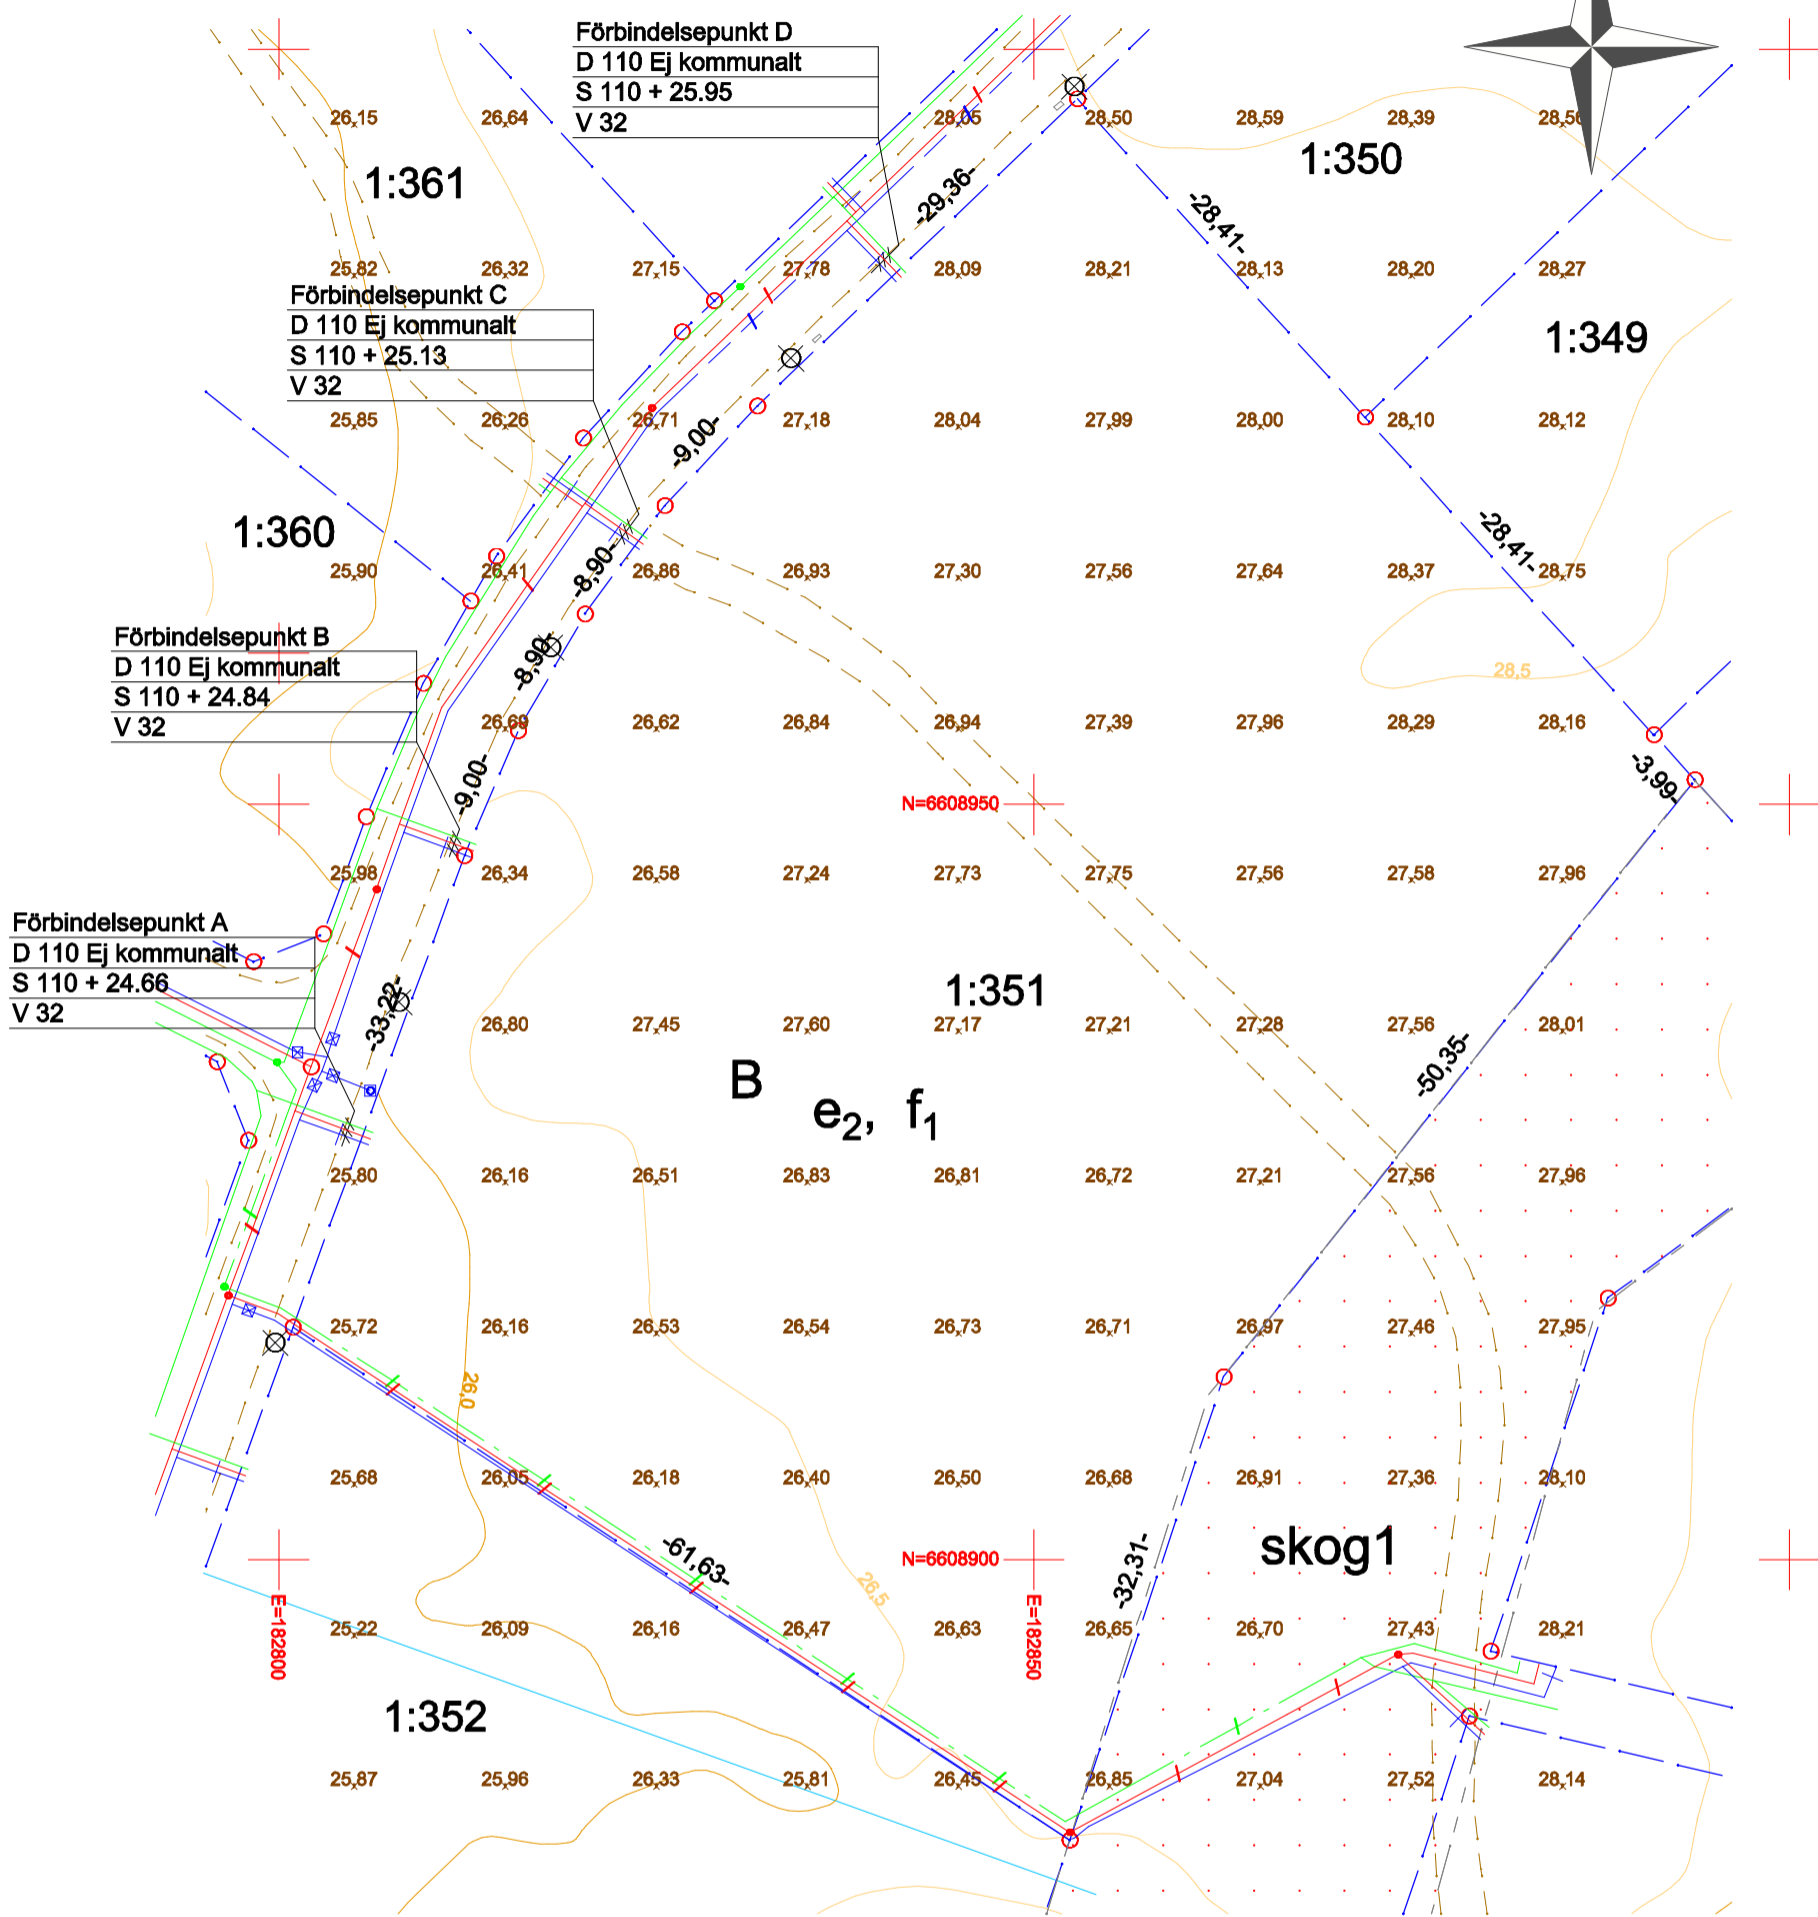 Förbindelsepunkt D
D 110 Ej kommunalt
S 110 + 25.95
V 32
26,15 26,64 28,05 28,50 28,59 28,39 28,56
1:361 1:350
-29,36- -28,41-
25,82 26,32 27,15 27,78 28,09 28,21 28,13 28,20 28,27
Förbindelsepunkt C
D 110 Ej kommunalt
S 110 + 25.13
V 32
1:349
25,85 26,26 26,71 27,18 28,04 27,99 28,00 28,10 28,12
-9,00-
1:360
-28,41-
25,90 26,41 26,86 26,93 27,30 27,56 27,64 28,37 28,75
-8,90-
Förbindelsepunkt B
D 110 Ej kommunalt
S 110 + 24.84
V 32
-8,90-
28,5
26,69 26,62 26,84 26,94 27,39 27,96 28,29 28,16
-9,00- -3,99-
N=6608950
25,98 26,34 26,58 27,24 27,73 27,75 27,56 27,58 27,96
Förbindelsepunkt A
D 110 Ej kommunalt
S 110 + 24.66
V 32
1:351
-33,22-
26,80 27,45 27,60 27,17 27,21 27,28 27,56 28,01
-50,35-
B
e2, f1
25,80 26,16 26,51 26,83 26,81 26,72 27,21 27,56 27,96
25,72 26,16 26,53 26,54 26,73 26,71 26,97 27,46 27,95
26,0
25,68 26,05 26,18 26,40 26,50 26,68 26,91 27,36 28,10
skog1
-61,63-
N=6608900
-32,31-
26,5
E=182800 E=182850
25,22 26,09 26,16 26,47 26,63 26,65 26,70 27,43 28,21
1:352
25,87 25,96 26,33 25,81 26,45 26,85 27,04 27,52 28,14